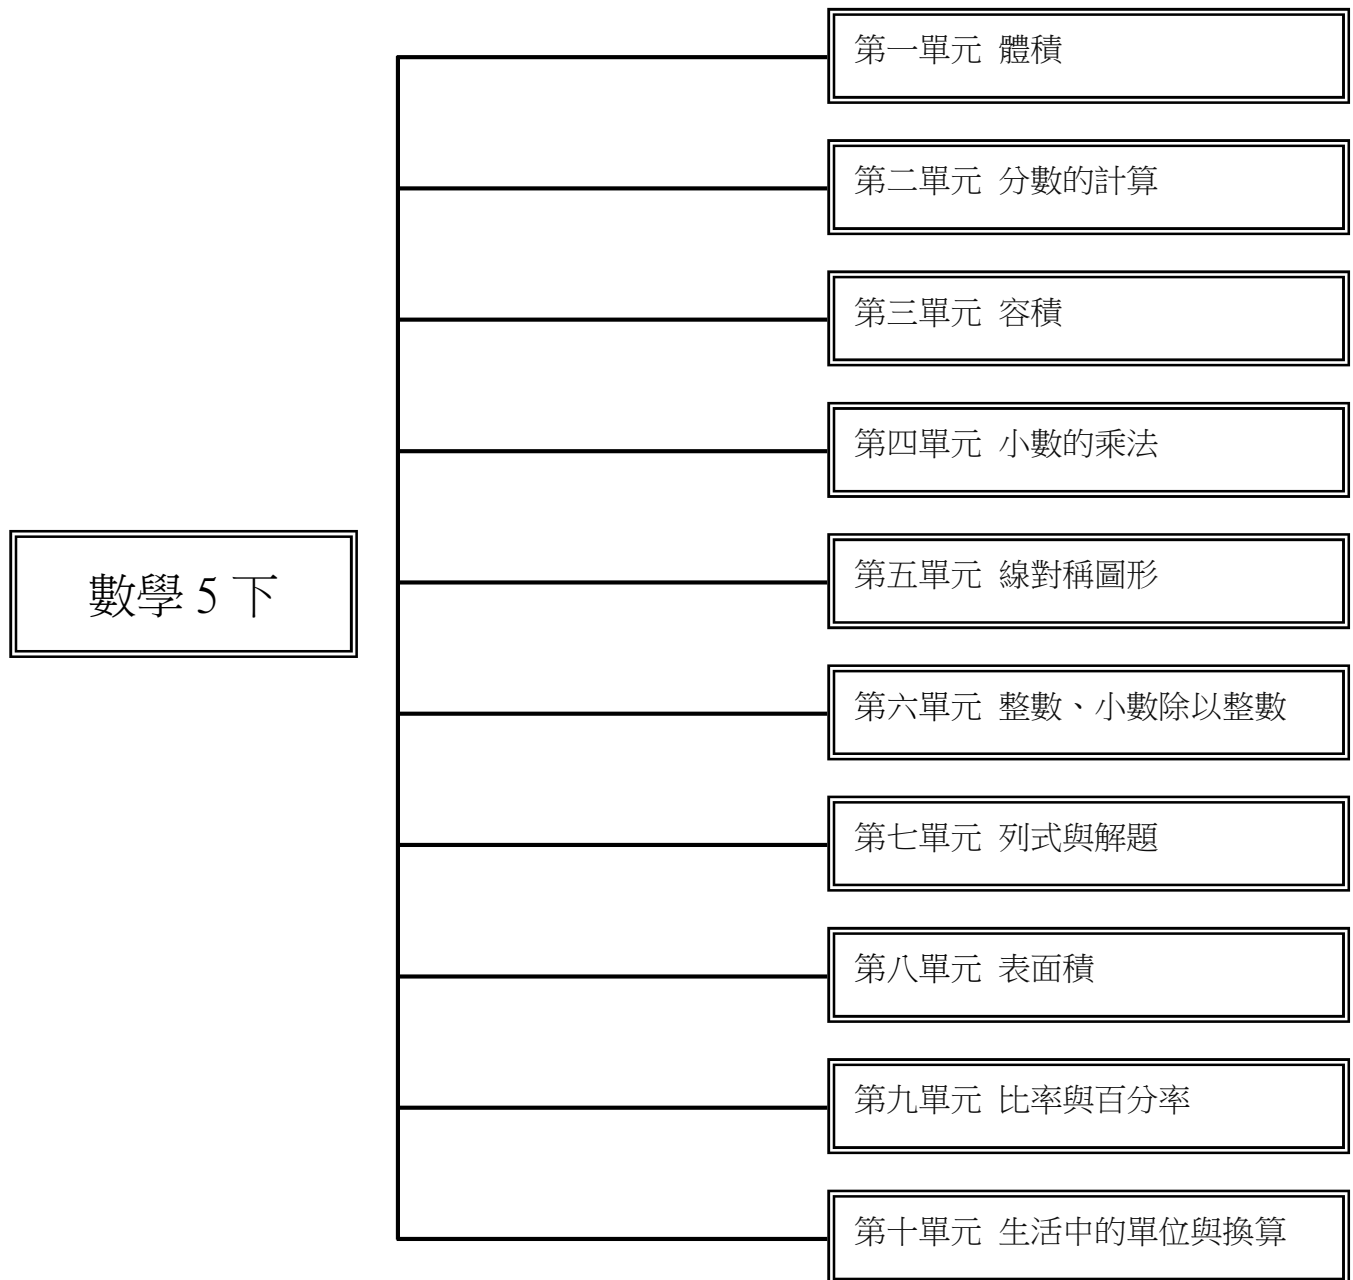 第一單元 體積
第二單元 分數的計算
第三單元 容積
第四單元 小數的乘法
數學 5 下
第五單元 線對稱圖形
第六單元 整數、小數除以整數
第七單元 列式與解題
第八單元 表面積
第九單元 比率與百分率
第十單元 生活中的單位與換算